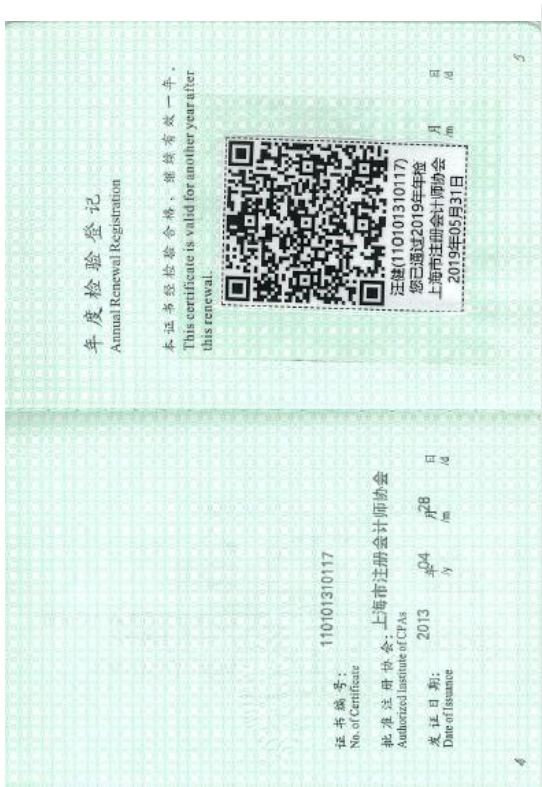 证书编号： 110101310117
No. of Certificate
批准注册协会：上海市注册会计师协会
Authorized Institute of CPAs
发证日期： 2013 年04 月28 日
Date of Issuance /y /m /d
4
年度检验登记
Annual Renewal Registration
本证书经检验合格，继续有效一年。
This certificate is valid for another year after
this renewal.
汪健(110101310117)
您已通过2019年年检
上海市注册会计师协会
2019年05月31日
月 日
/m /d
5